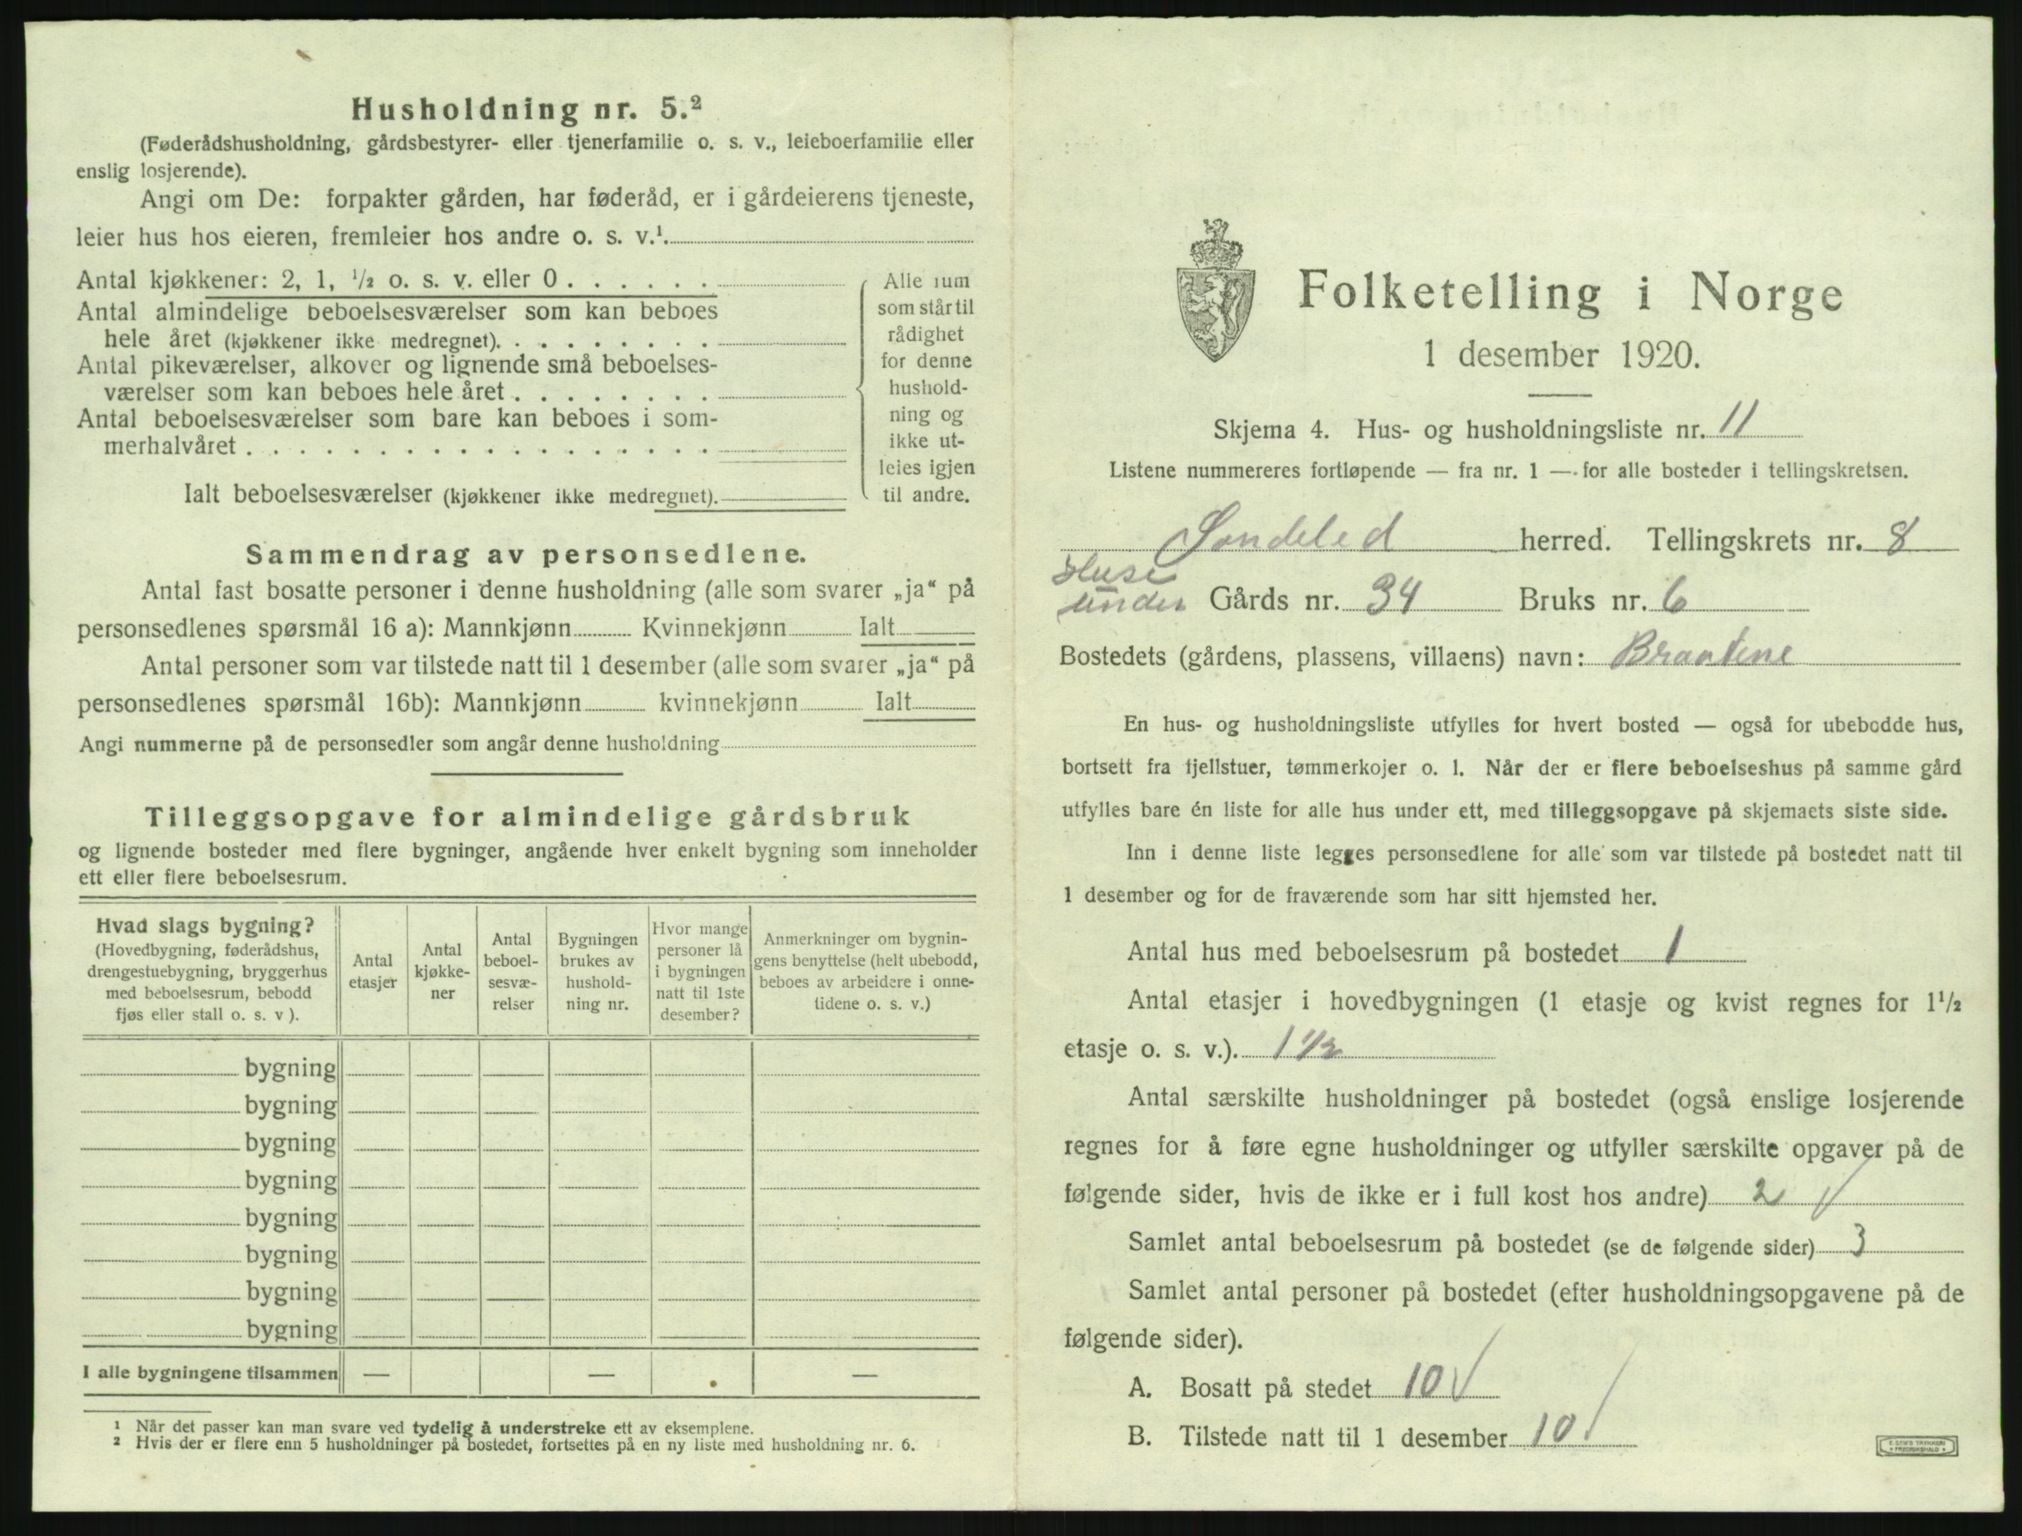 Husholdning nr. 5.²
(Føderådshusholdning, gårdsbestyrer- eller tjenerfamilie o. s. v., leieboerfamilie eller
enslig losjerende).
Angi om De: forpakter gården, har føderåd, er i gårdeierens tjeneste,
leier hus hos eieren, fremleier hos andre o. s. v.¹.
Antal kjøkkener: 2, 1, ½ o. s. v. eller 0 . . . . . .
Antal almindelige beboelsesværelser som kan beboes
hele året (kjøkkener ikke medregnet). . . . . . . . .
Antal pikeværelser, alkover og lignende små beboelses-
værelser som kan beboes hele året . . . . . . . .
Antal beboelsesværelser som bare kan beboes i som-
merhalvåret . . . . . . . . . . . . . . . . . .
Ialt beboelsesværelser (kjøkkener ikke medregnet).
Alle rum
som står til
rådighet
for denne
hushold-
ning og
ikke ut-
leies igjen
til andre.
Sammendrag av personsedlene.
Antal fast bosatte personer i denne husholdning (alle som svarer „ja“ på
personsedlenes spørsmål 16 a): Mannkjønn Kvinnekjønn Ialt
Antal personer som var tilstede natt til 1 desember (alle som svarer „ja“ på
personsedlenes spørsmål 16b): Mannkjønn kvinnekjønn Ialt
Angi nummerne på de personsedler som angår denne husholdning
Tilleggsopgave for almindelige gårdsbruk
og lignende bosteder med flere bygninger, angående hver enkelt bygning som inneholder
ett eller flere beboelsesrum.
Hvad slags bygning?
(Hovedbygning, føderådshus,
drengestuebygning, bryggerhus
med beboelsesrum, bebodd
fjøs eller stall o. s. v ).
Antal
etasjer
Antal
kjøkke-
ner
Antal
beboel-
sesvæ-
relser
Bygningen
brukes av
hushold-
ning nr.
Hvor mange
personer lå
i bygningen
natt til 1ste
desember?
Anmerkninger om bygnin-
gens benyttelse (helt ubebodd,
beboes av arbeidere i onne-
tidene o. s. v.)
bygning
bygning
bygning
bygning
bygning
bygning
bygning
bygning
I alle bygningene tilsammen — — —
¹ Når det passer kan man svare ved tydelig å understreke ett av eksemplene.
² Hvis der er flere enn 5 husholdninger på bostedet, fortsettes på en ny liste med husholdning nr. 6.
Folketelling i Norge
1 desember 1920.
Skjema 4. Hus- og husholdningsliste nr. 11
Listene nummereres fortløpende — fra nr. 1 — for alle bosteder i tellingskretsen.
Søndeled herred. Tellingskrets nr. 8
Huse
under Gårds nr. 34 Bruks nr. 6
Bostedets (gårdens, plassens, villaens) navn: Braatene
En hus- og husholdningsliste utfylles for hvert bosted — også for ubebodde hus,
bortsett fra fjellstuer, tømmerkojer o. l. Når der er flere beboelseshus på samme gård
utfylles bare én liste for alle hus under ett, med tilleggsopgave på skjemaets siste side.
Inn i denne liste legges personsedlene for alle som var tilstede på bostedet natt til
1 desember og for de fraværende som har sitt hjemsted her.
Antal hus med beboelsesrum på bostedet 1
Antal etasjer i hovedbygningen (1 etasje og kvist regnes for 1½
etasje o. s. v.). 1 1/2
Antal særskilte husholdninger på bostedet (også enslige losjerende
regnes for å føre egne husholdninger og utfyller særskilte opgaver på de
følgende sider, hvis de ikke er i full kost hos andre) 2 √
Samlet antal beboelsesrum på bostedet (se de følgende sider) 3
Samlet antal personer på bostedet (efter husholdningsopgavene på de
følgende sider).
A. Bosatt på stedet 10 √
B. Tilstede natt til 1 desember 10 √